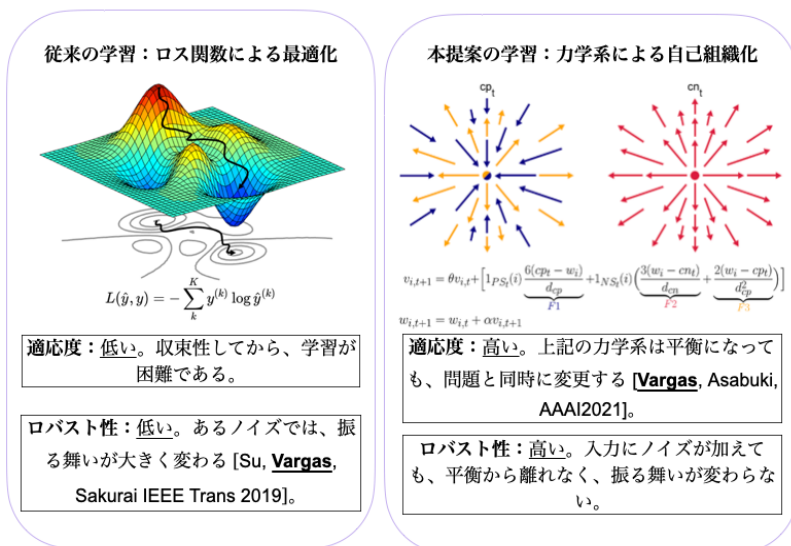 従来の学習：ロス関数による最適化
L(ŷ, y) = − ∑_k^K y^(k) log ŷ^(k)
適応度：低い。収束性してから、学習が
困難である。
ロバスト性：低い。あるノイズでは、振
る舞いが大きく変わる [Su, Vargas,
Sakurai IEEE Trans 2019]。
本提案の学習：力学系による自己組織化
cp_t
cn_t
v_{i,t+1} = θv_{i,t} + [1_{PS_t}(i) 6(cp_t − w_i)/d_{cp} + 1_{NS_t}(i)(3(w_i − cn_t)/d_{cn} + 2(w_i − cp_t)/d_{cp}^2)]
F1 F2 F3
w_{i,t+1} = w_{i,t} + αv_{i,t+1}
適応度：高い。上記の力学系は平衡になって
も、問題と同時に変更する [Vargas, Asabuki,
AAAI2021]。
ロバスト性：高い。入力にノイズが加えて
も、平衡から離れなく、振る舞いが変わらな
い。